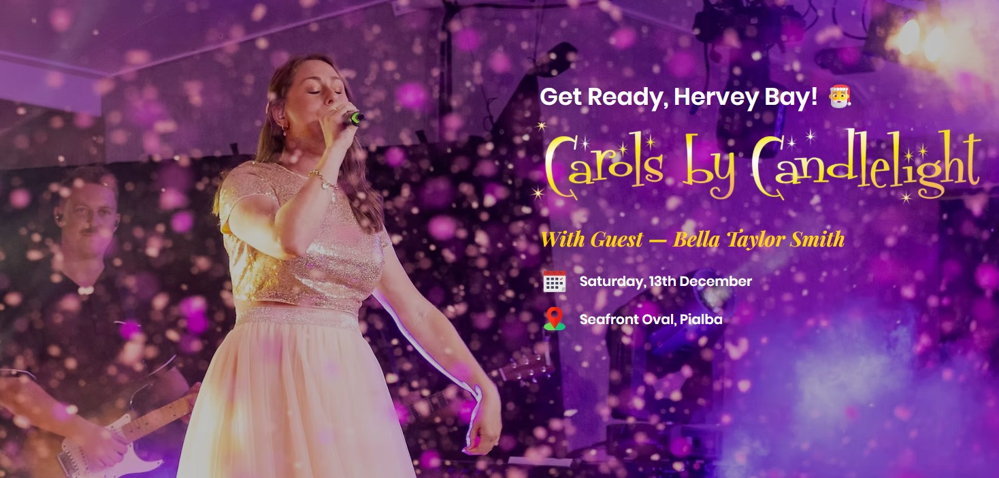 Get Ready, Hervey Bay! 🎅
Carols by Candlelight
With Guest — Bella Taylor Smith
Saturday, 13th December
Seafront Oval, Pialba